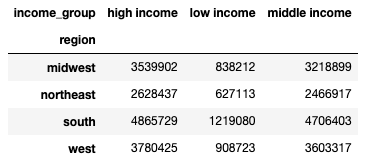 income_group high income low income middle income
region
midwest 3539902 838212 3218899
northeast 2628437 627113 2466917
south 4865729 1219080 4706403
west 3780425 908723 3603317